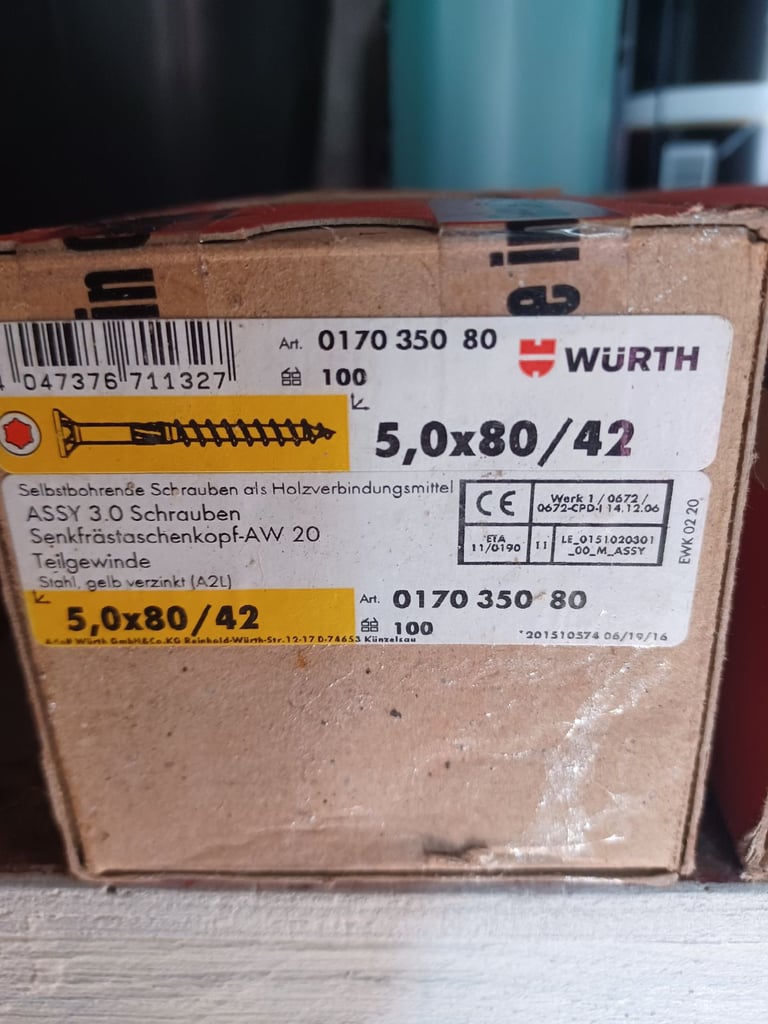 in
ein
Art. 0170 350 80
WÜRTH
4 047376 711327
100
5,0x80/42
Selbstbohrende Schrauben als Holzverbindungsmittel
ASSY 3.0 Schrauben
Senkfrästaschenkopf-AW 20
Teilgewinde
Stahl, gelb verzinkt (A2L)
CE
Werk 1 / 0672 /
0672-CPD-I 14.12.06
ETA
11/0190
11
LE_0151020301
_00_M_ASSY
EWK 02 20
5,0x80/42
Art. 0170 350 80
100
Adolf Würth GmbH&Co.KG Reinhold-Würth-Str.12-17 D-74653 Künzelsau
*201510574 06/19/16